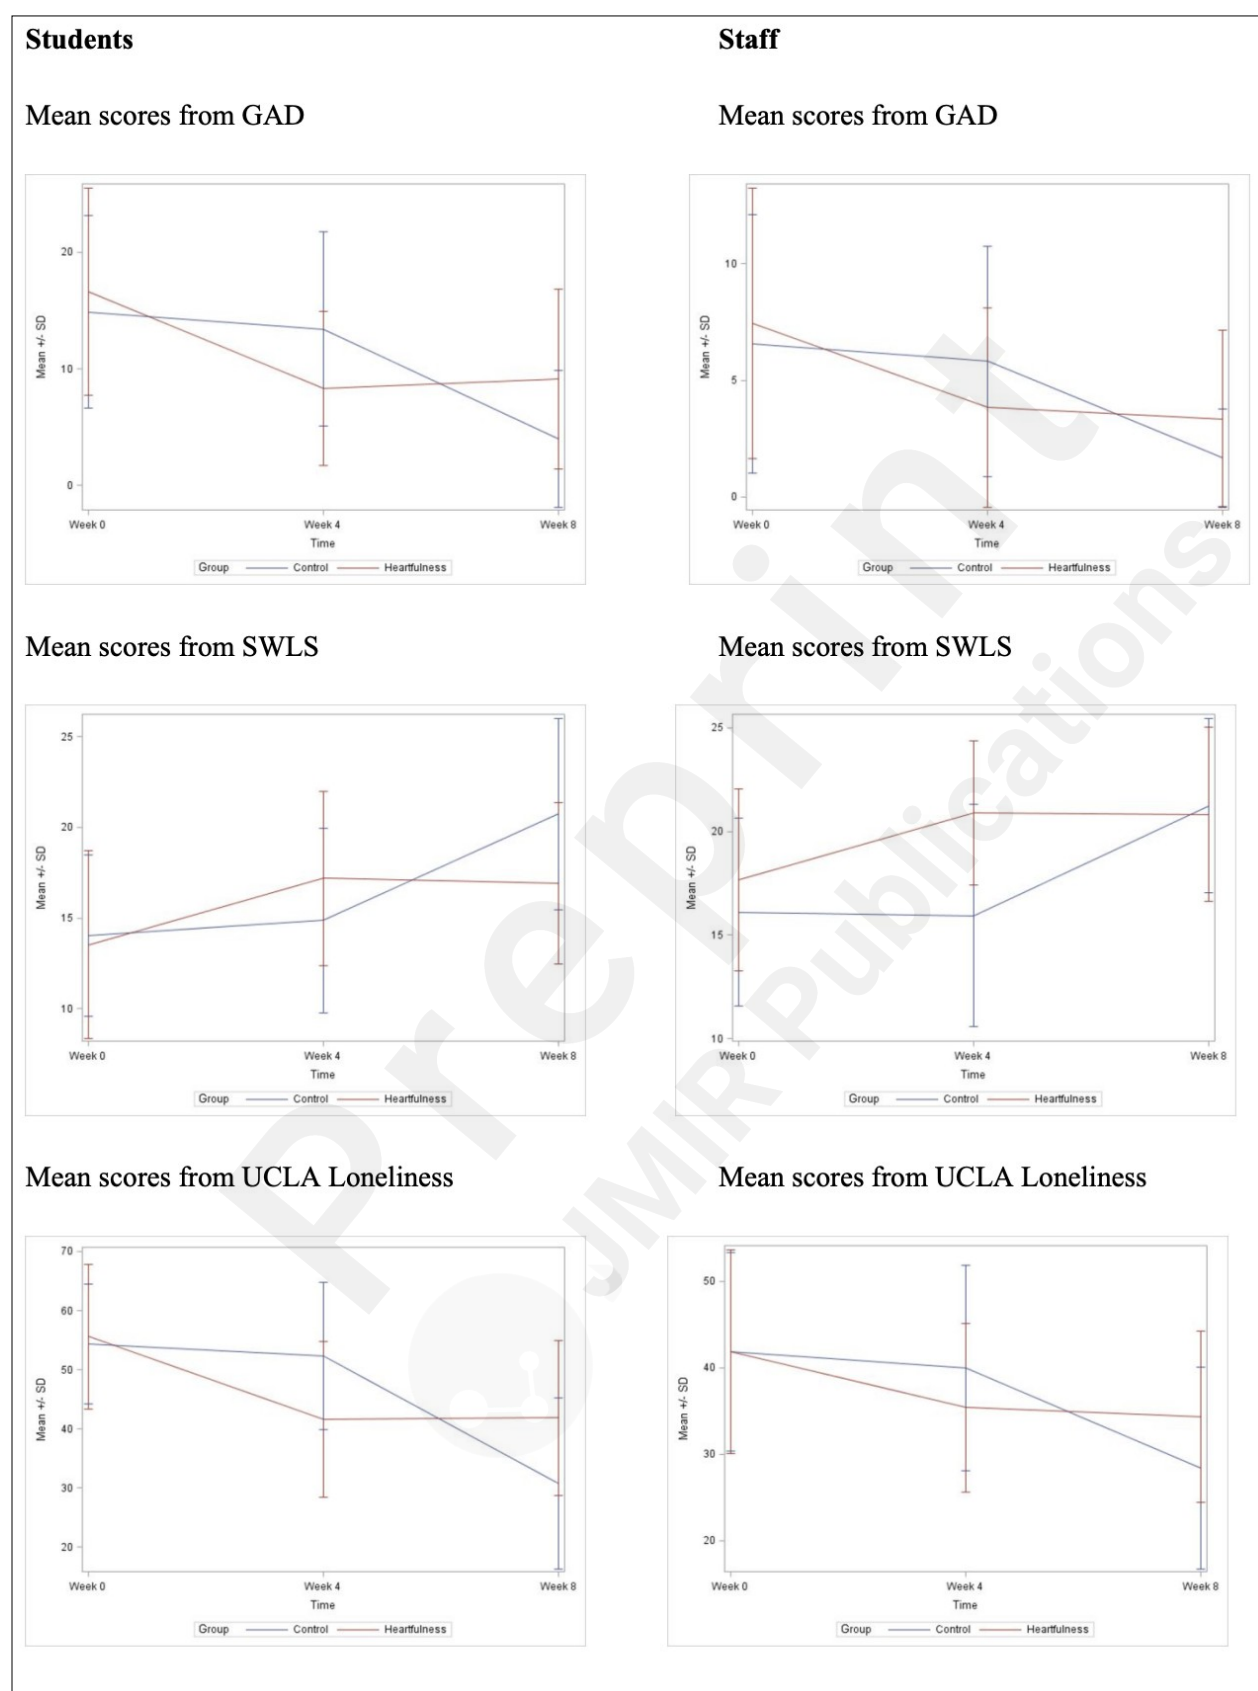 Students
Staff
Mean scores from GAD
Mean scores from GAD
20
10
0
Mean +/- SD
Week 0
Week 4
Week 8
Time
Group Control Heartfulness
10
5
0
Mean +/- SD
Week 0
Week 4
Week 8
Time
Group Control Heartfulness
Mean scores from SWLS
Mean scores from SWLS
25
20
15
10
Mean +/- SD
Week 0
Week 4
Week 8
Time
Group Control Heartfulness
25
20
15
10
Mean +/- SD
Week 0
Week 4
Week 8
Time
Group Control Heartfulness
Mean scores from UCLA Loneliness
Mean scores from UCLA Loneliness
70
60
50
40
30
20
Mean +/- SD
Week 0
Week 4
Week 8
Time
Group Control Heartfulness
50
40
30
20
Mean +/- SD
Week 0
Week 4
Week 8
Time
Group Control Heartfulness
Preprint
JMIR Publications